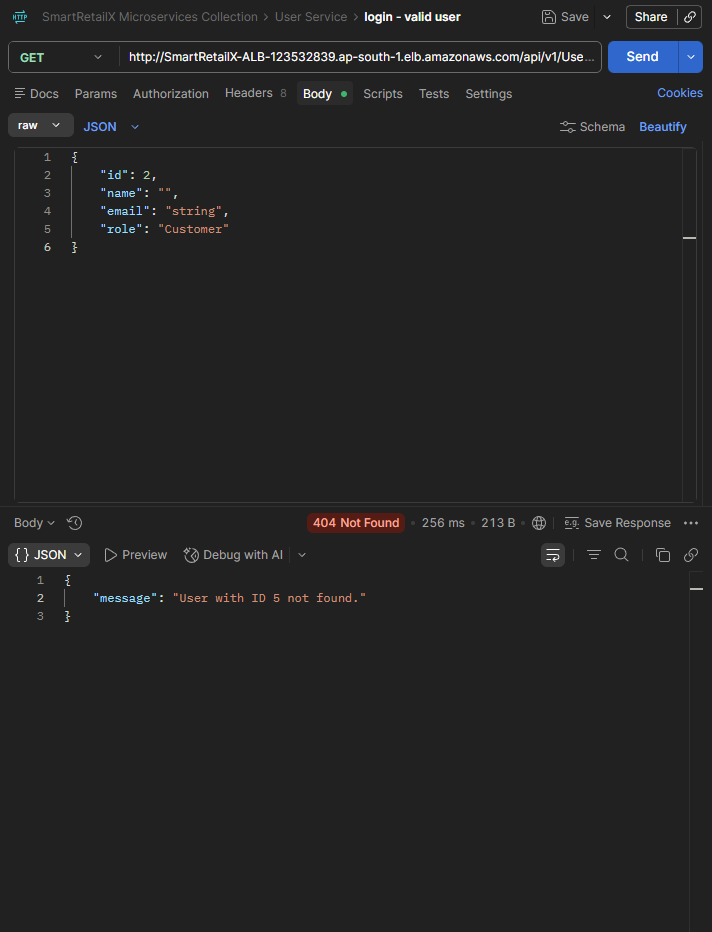 HTTP SmartRetailX Microservices Collection > User Service > login - valid user Save Share
GET http://SmartRetailX-ALB-123532839.ap-south-1.elb.amazonaws.com/api/v1/Use... Send
Docs Params Authorization Headers 8 Body Scripts Tests Settings Cookies
raw JSON Schema Beautify
1 {
2 "id": 2,
3 "name": "",
4 "email": "string",
5 "role": "Customer"
6 }
Body 404 Not Found • 256 ms • 213 B • e.g. Save Response
{} JSON Preview Debug with AI
1 {
2 "message": "User with ID 5 not found."
3 }